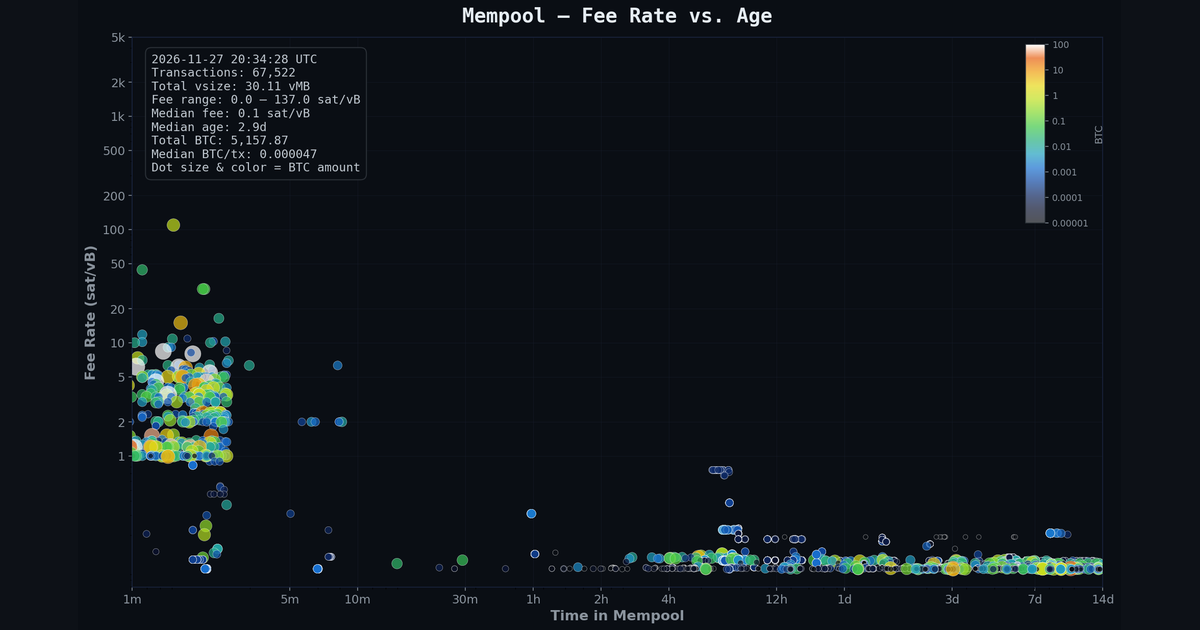 Mempool — Fee Rate vs. Age
2026-11-27 20:34:28 UTC
Transactions: 67,522
Total vsize: 30.11 vMB
Fee range: 0.0 — 137.0 sat/vB
Median fee: 0.1 sat/vB
Median age: 2.9d
Total BTC: 5,157.87
Median BTC/tx: 0.000047
Dot size & color = BTC amount
Fee Rate (sat/vB)
5k
2k
1k
500
200
100
50
20
10
5
2
1
100
10
1
0.1
0.01
0.001
0.0001
0.00001
BTC
1m
5m
10m
30m
1h
2h
4h
12h
1d
3d
7d
14d
Time in Mempool